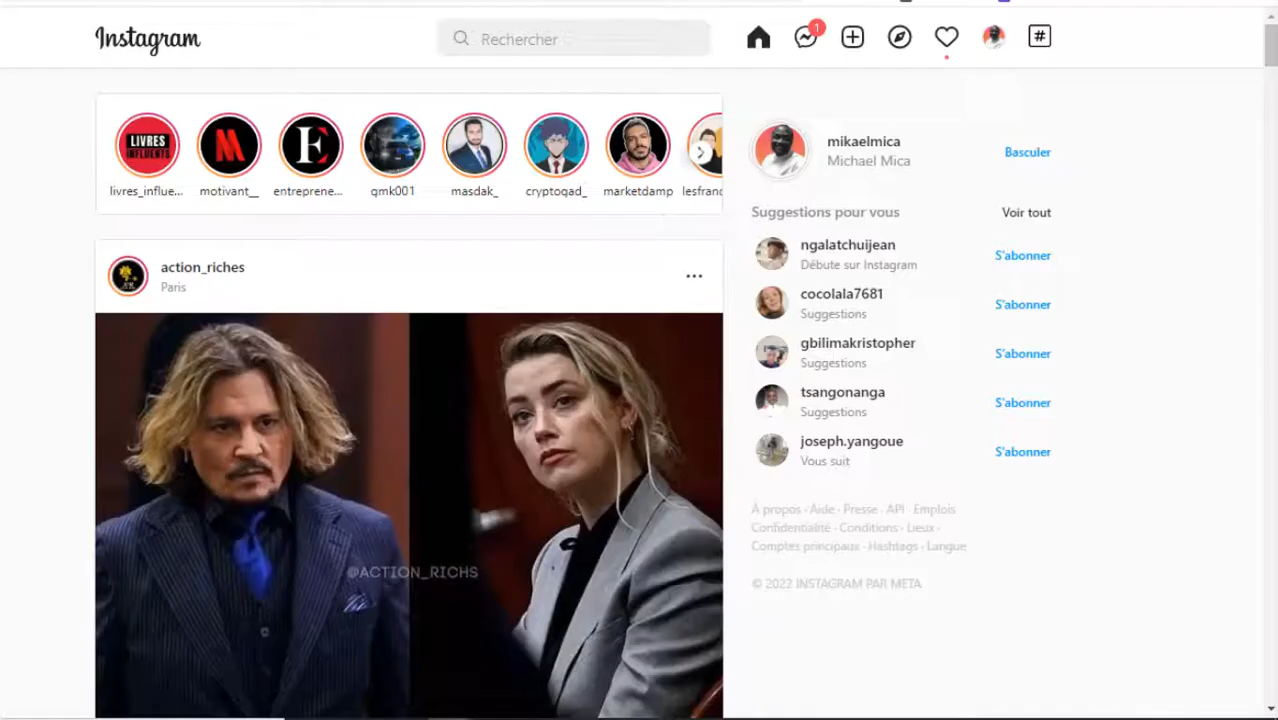 Instagram
Rechercher
1
#
LIVRES
INFLUENTS
M
E
livres_influe...
motivant__
entreprene...
qmk001
masdak_
cryptoqad_
marketdamp
lesfranc
mikaelmica
Michael Mica
Basculer
Suggestions pour vous
Voir tout
ngalatchuijean
Débute sur Instagram
S'abonner
cocolala7681
Suggestions
S'abonner
gbilimakristopher
Suggestions
S'abonner
tsangonanga
Suggestions
S'abonner
joseph.yangoue
Vous suit
S'abonner
À propos · Aide · Presse · API · Emplois
Confidentialité · Conditions · Lieux ·
Comptes principaux · Hashtags · Langue
© 2022 INSTAGRAM PAR META
action_riches
Paris
@ACTION_RICHS